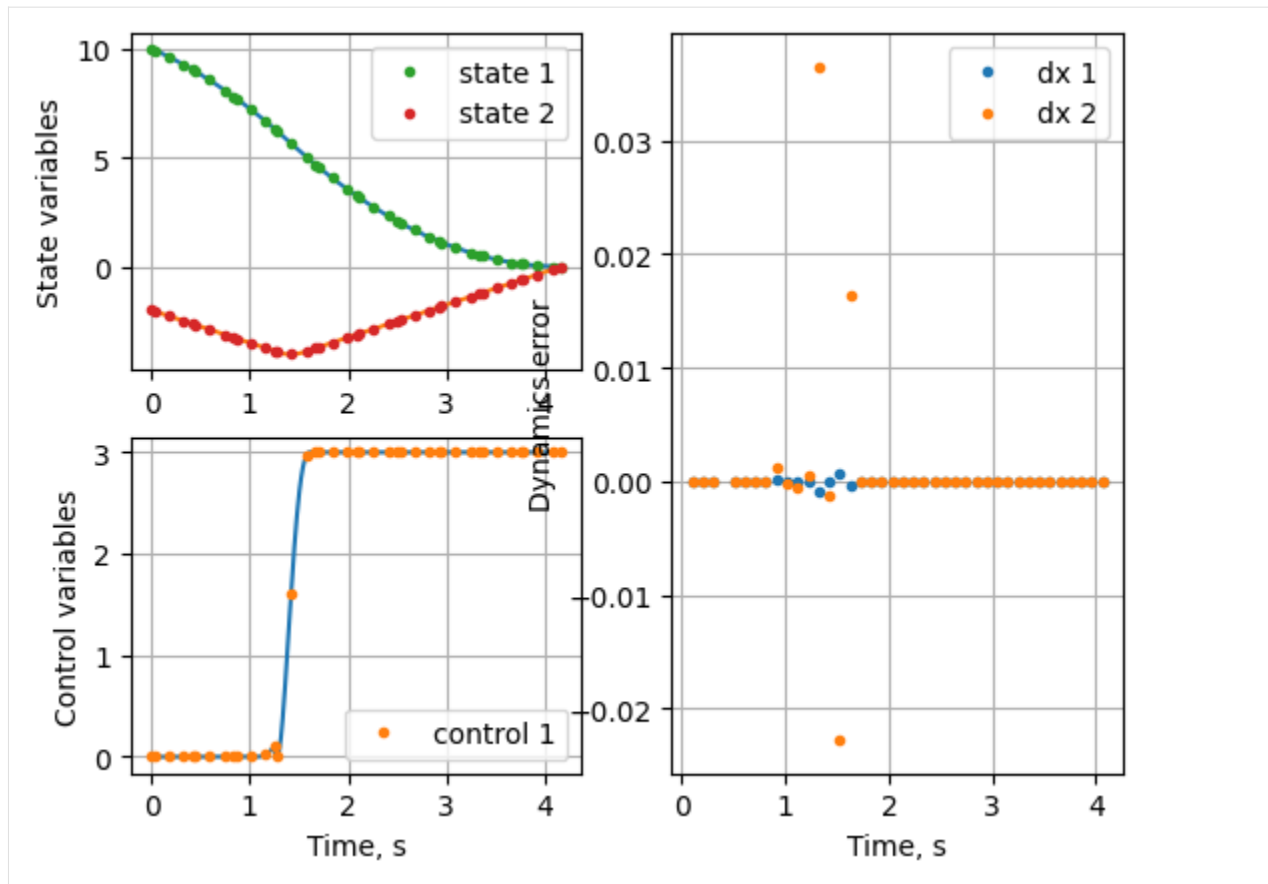 State variables
10
5
0
state 1
state 2
0 1 2 3 4
Control variables
3
2
1
0
control 1
0 1 2 3 4
Time, s
Dynamics error
0.03
0.02
0.01
0.00
−0.01
−0.02
dx 1
dx 2
0 1 2 3 4
Time, s